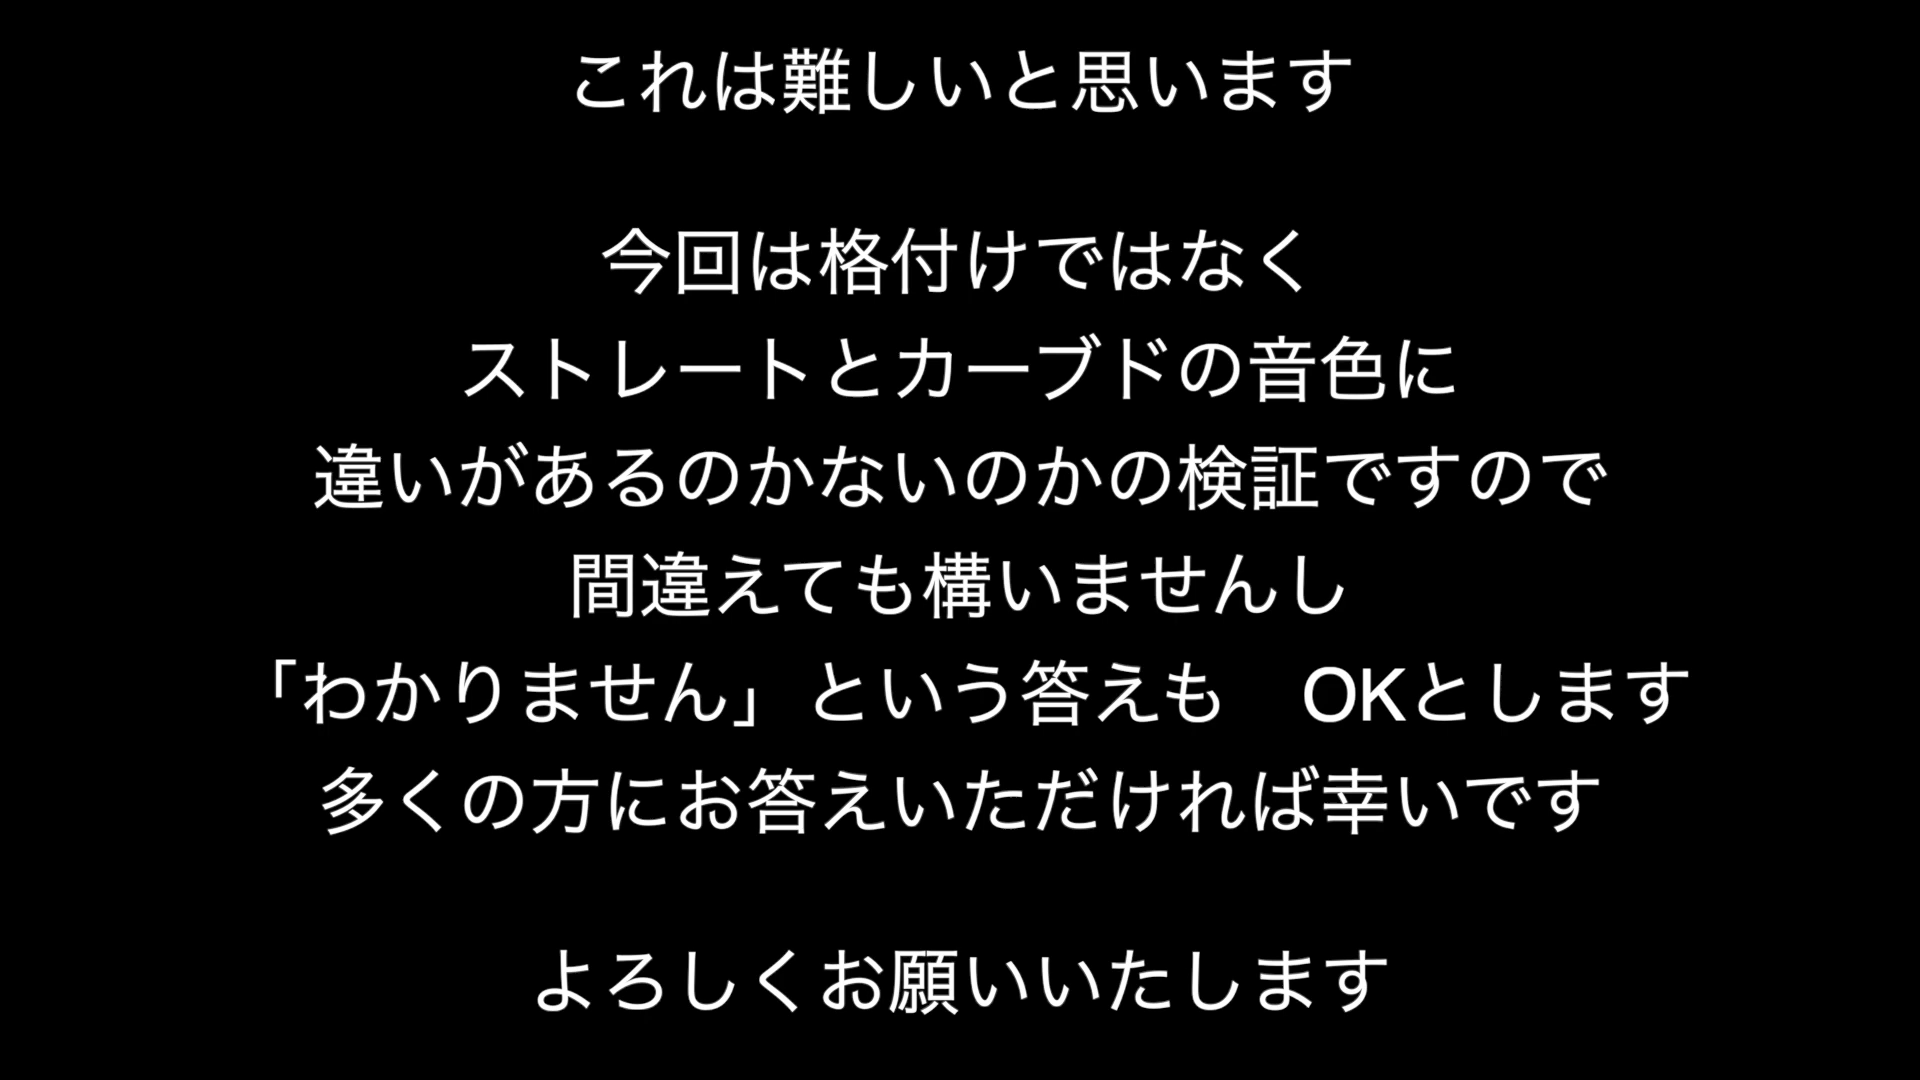 これは難しいと思います
今回は格付けではなく
ストレートとカーブドの音色に
違いがあるのかないのかの検証ですので
間違えても構いませんし
「わかりません」という答えも　OKとします
多くの方にお答えいただければ幸いです
よろしくお願いいたします